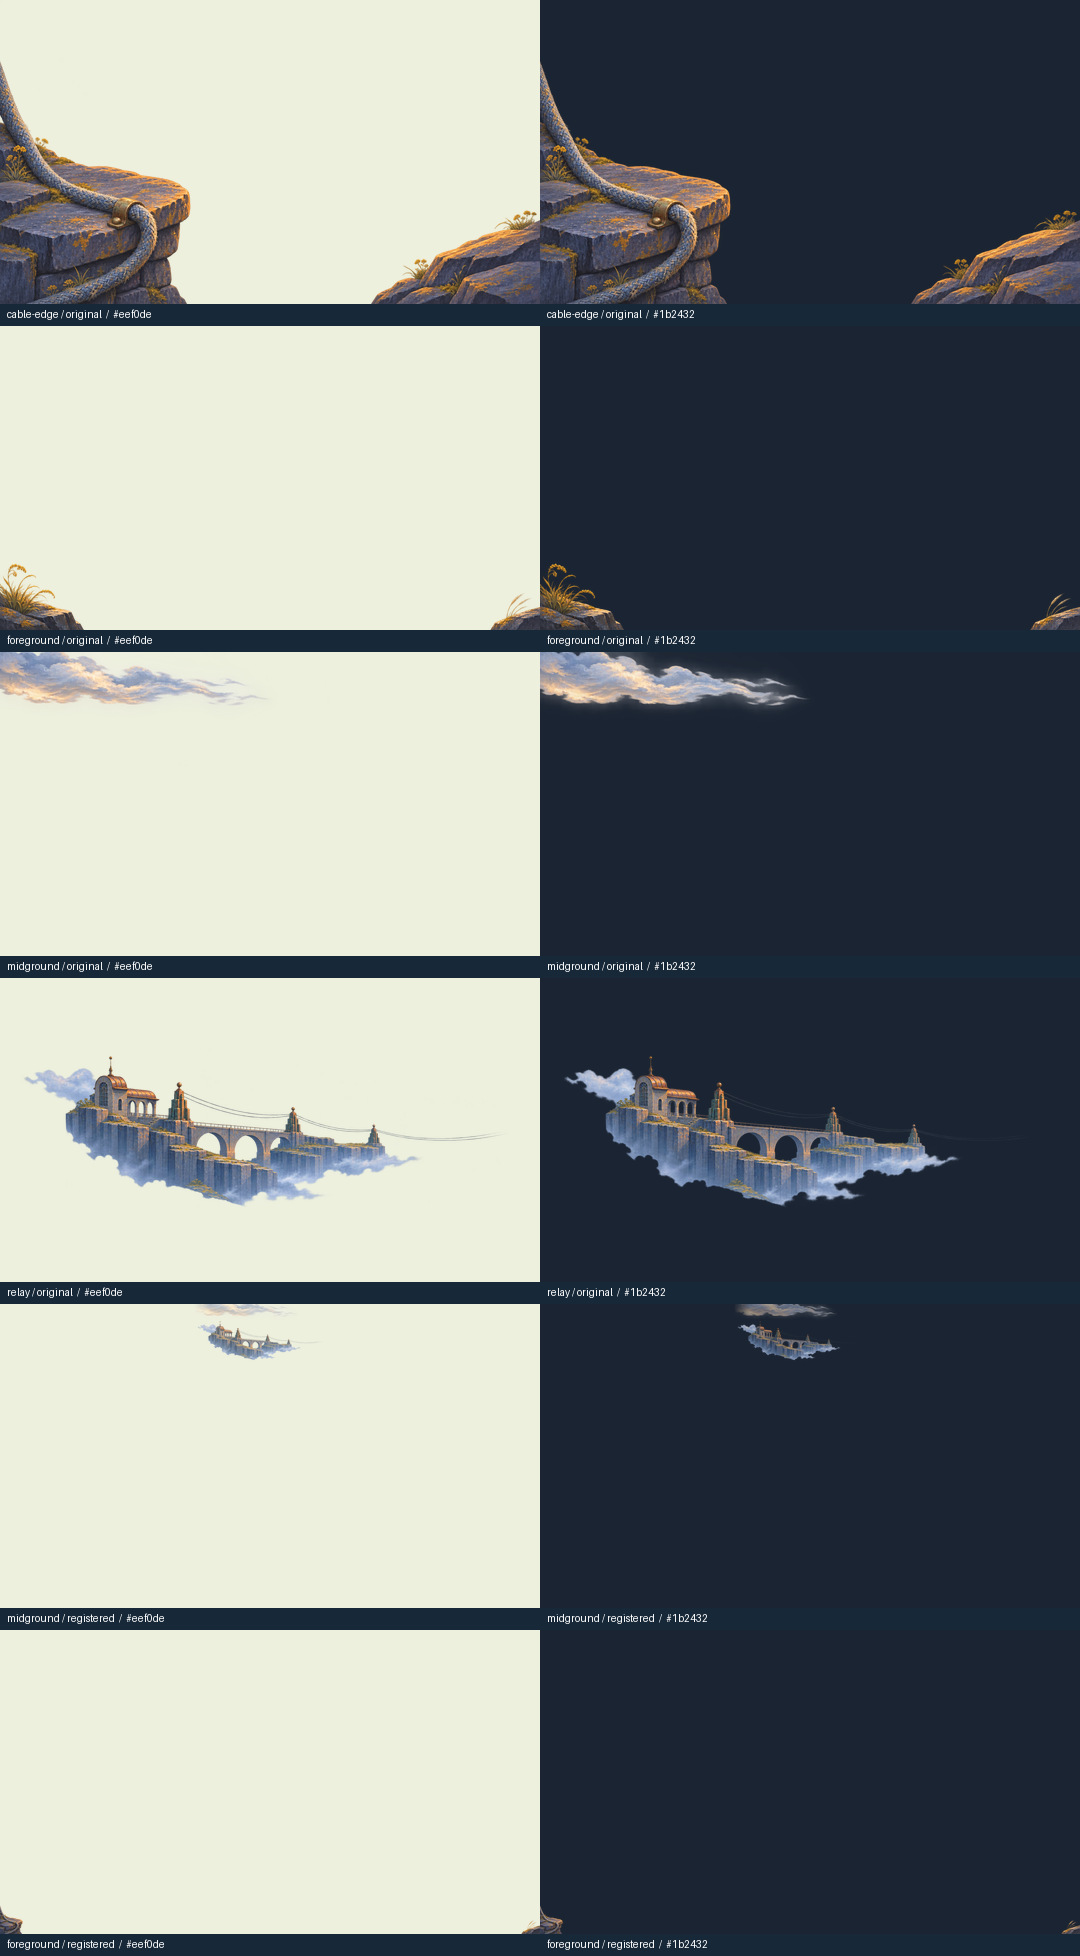 cable-edge / original / #eef0de
cable-edge / original / #1b2432
foreground / original / #eef0de
foreground / original / #1b2432
midground / original / #eef0de
midground / original / #1b2432
relay / original / #eef0de
relay / original / #1b2432
midground / registered / #eef0de
midground / registered / #1b2432
foreground / registered / #eef0de
foreground / registered / #1b2432